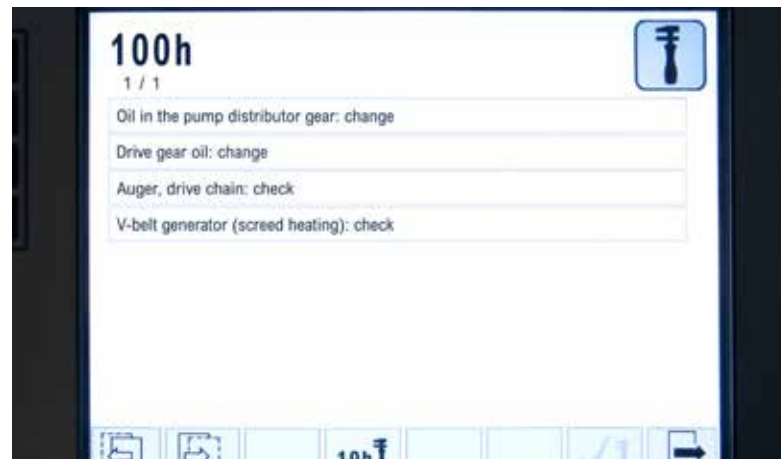 100h
1 / 1
Oil in the pump distributor gear: change
Drive gear oil: change
Auger, drive chain: check
V-belt generator (screed heating): check
10h